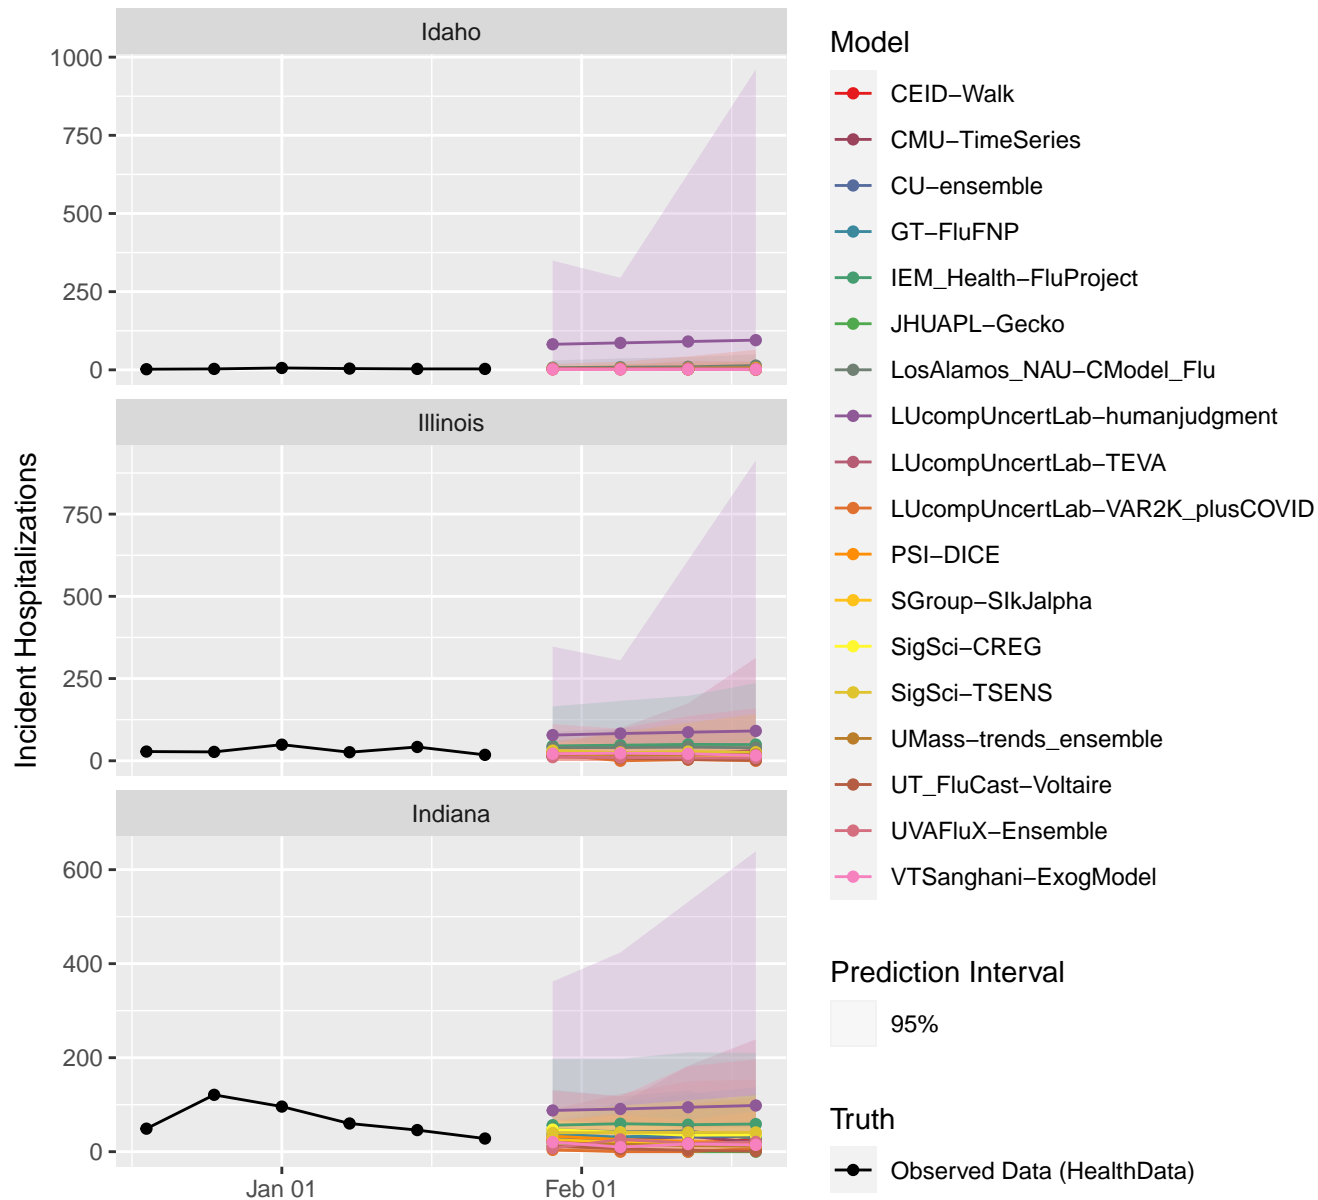 Idaho
1000
750
500
250
0
Illinois
750
500
250
0
Indiana
600
400
200
0
Jan 01
Feb 01
Incident Hospitalizations
Model
CEID−Walk
CMU−TimeSeries
CU−ensemble
GT−FluFNP
IEM_Health−FluProject
JHUAPL−Gecko
LosAlamos_NAU−CModel_Flu
LUcompUncertLab−humanjudgment
LUcompUncertLab−TEVA
LUcompUncertLab−VAR2K_plusCOVID
PSI−DICE
SGroup−SIkJalpha
SigSci−CREG
SigSci−TSENS
UMass−trends_ensemble
UT_FluCast−Voltaire
UVAFluX−Ensemble
VTSanghani−ExogModel
Prediction Interval
95%
Truth
Observed Data (HealthData)